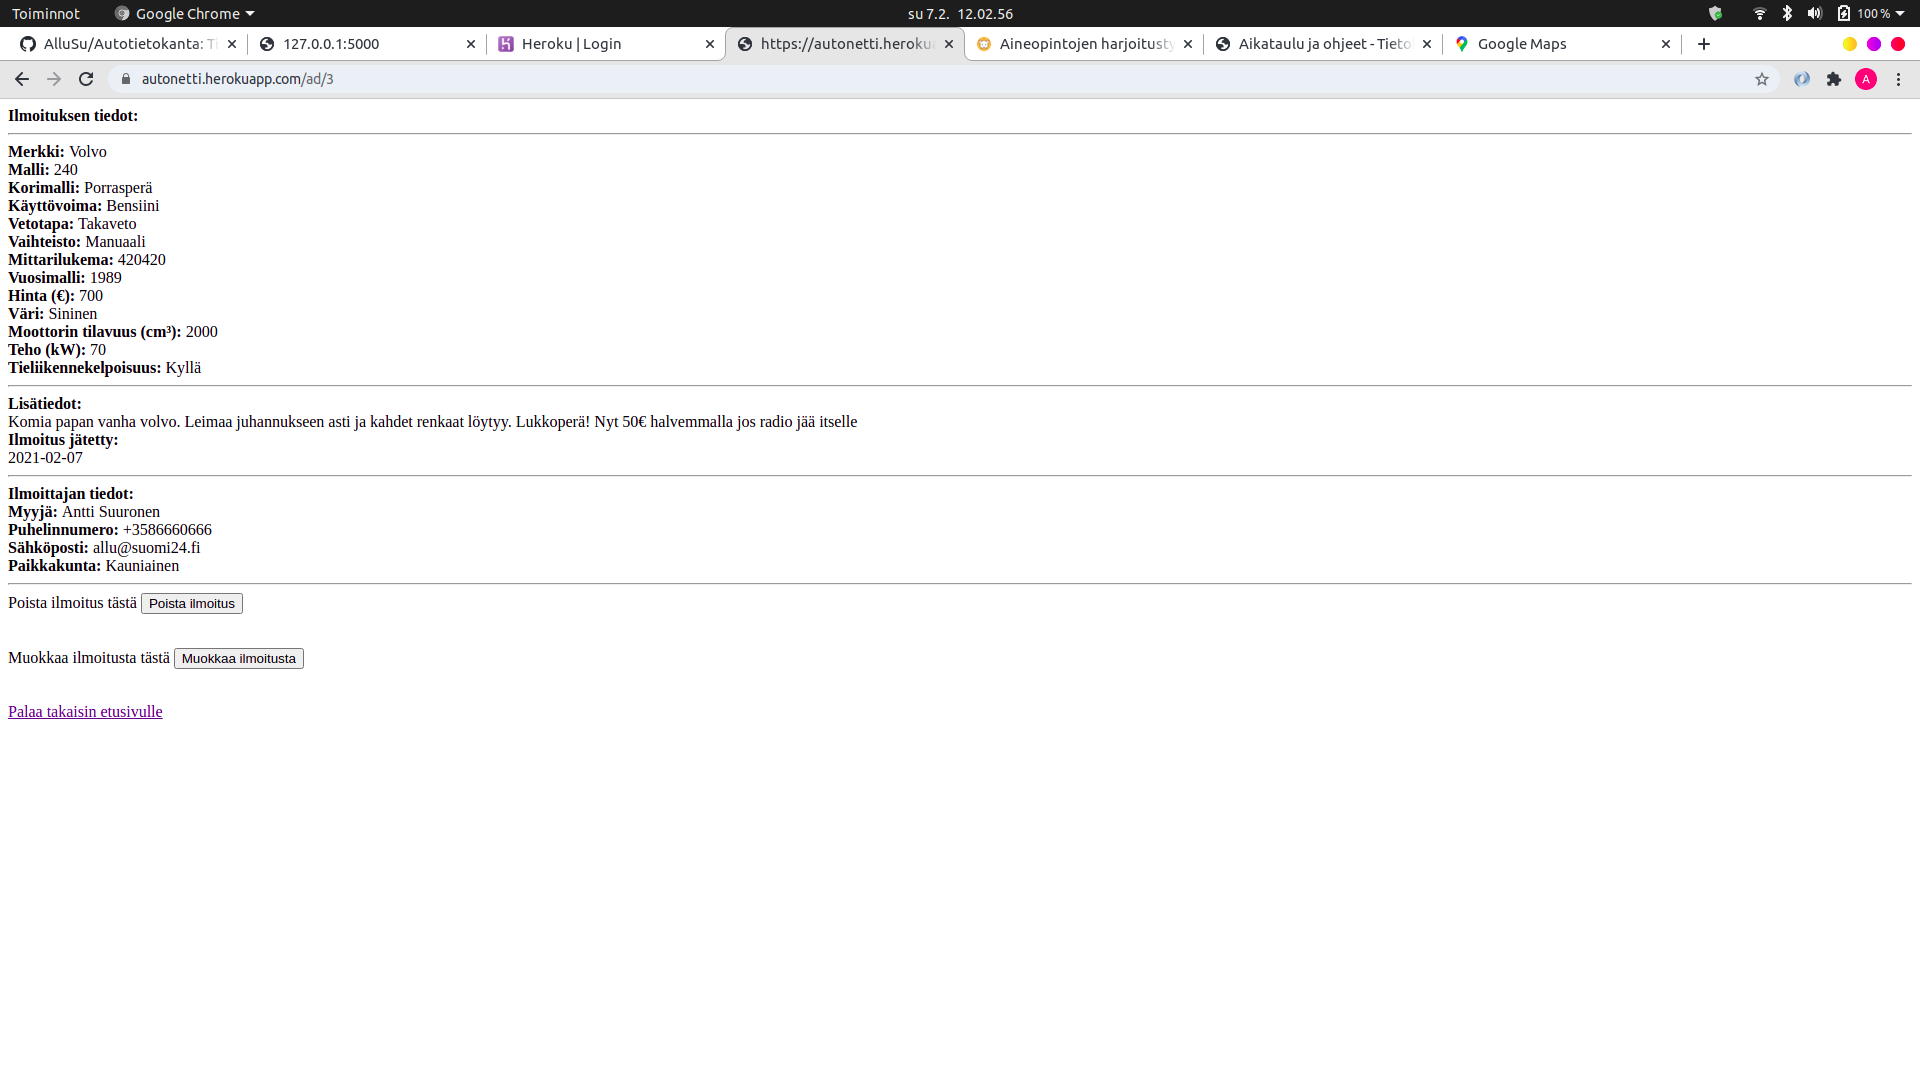 Toiminnot
Google Chrome
su 7.2. 12.02.56
100 %
AlluSu/Autotietokanta: Ti
127.0.0.1:5000
Heroku | Login
https://autonetti.heroku
Aineopintojen harjoitusty
Aikataulu ja ohjeet - Tieto
Google Maps
autonetti.herokuapp.com/ad/3
A
Ilmoituksen tiedot:
Merkki: Volvo
Malli: 240
Korimalli: Porrasperä
Käyttövoima: Bensiini
Vetotapa: Takaveto
Vaihteisto: Manuaali
Mittarilukema: 420420
Vuosimalli: 1989
Hinta (€): 700
Väri: Sininen
Moottorin tilavuus (cm³): 2000
Teho (kW): 70
Tieliikennekelpoisuus: Kyllä
Lisätiedot:
Komia papan vanha volvo. Leimaa juhannukseen asti ja kahdet renkaat löytyy. Lukkoperä! Nyt 50€ halvemmalla jos radio jää itselle
Ilmoitus jätetty:
2021-02-07
Ilmoittajan tiedot:
Myyjä: Antti Suuronen
Puhelinnumero: +3586660666
Sähköposti: allu@suomi24.fi
Paikkakunta: Kauniainen
Poista ilmoitus tästä Poista ilmoitus
Muokkaa ilmoitusta tästä Muokkaa ilmoitusta
Palaa takaisin etusivulle